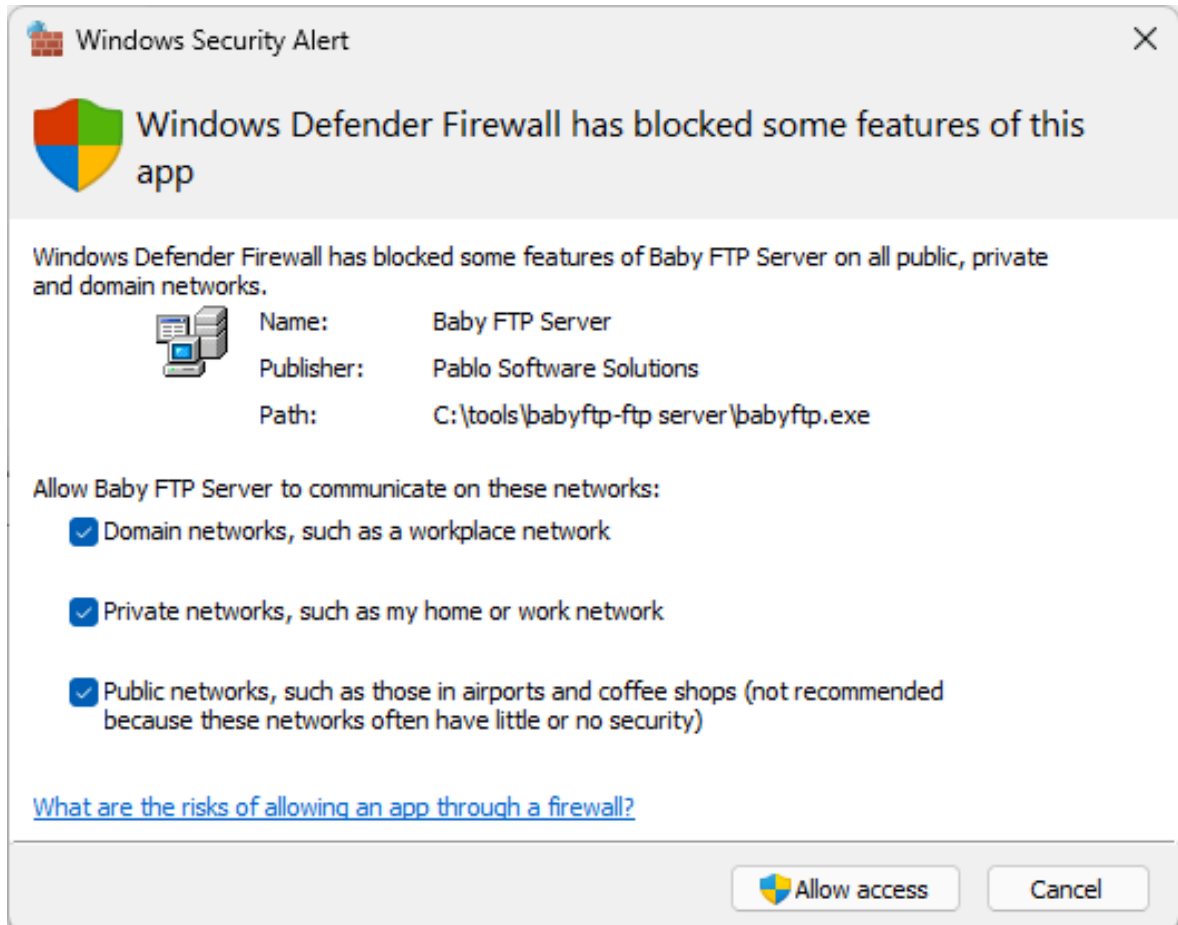 Windows Security Alert
Windows Defender Firewall has blocked some features of this
app
Windows Defender Firewall has blocked some features of Baby FTP Server on all public, private
and domain networks.
Name: Baby FTP Server
Publisher: Pablo Software Solutions
Path: C:\tools\babyftp-ftp server\babyftp.exe
Allow Baby FTP Server to communicate on these networks:
Domain networks, such as a workplace network
Private networks, such as my home or work network
Public networks, such as those in airports and coffee shops (not recommended
because these networks often have little or no security)
What are the risks of allowing an app through a firewall?
Allow access Cancel